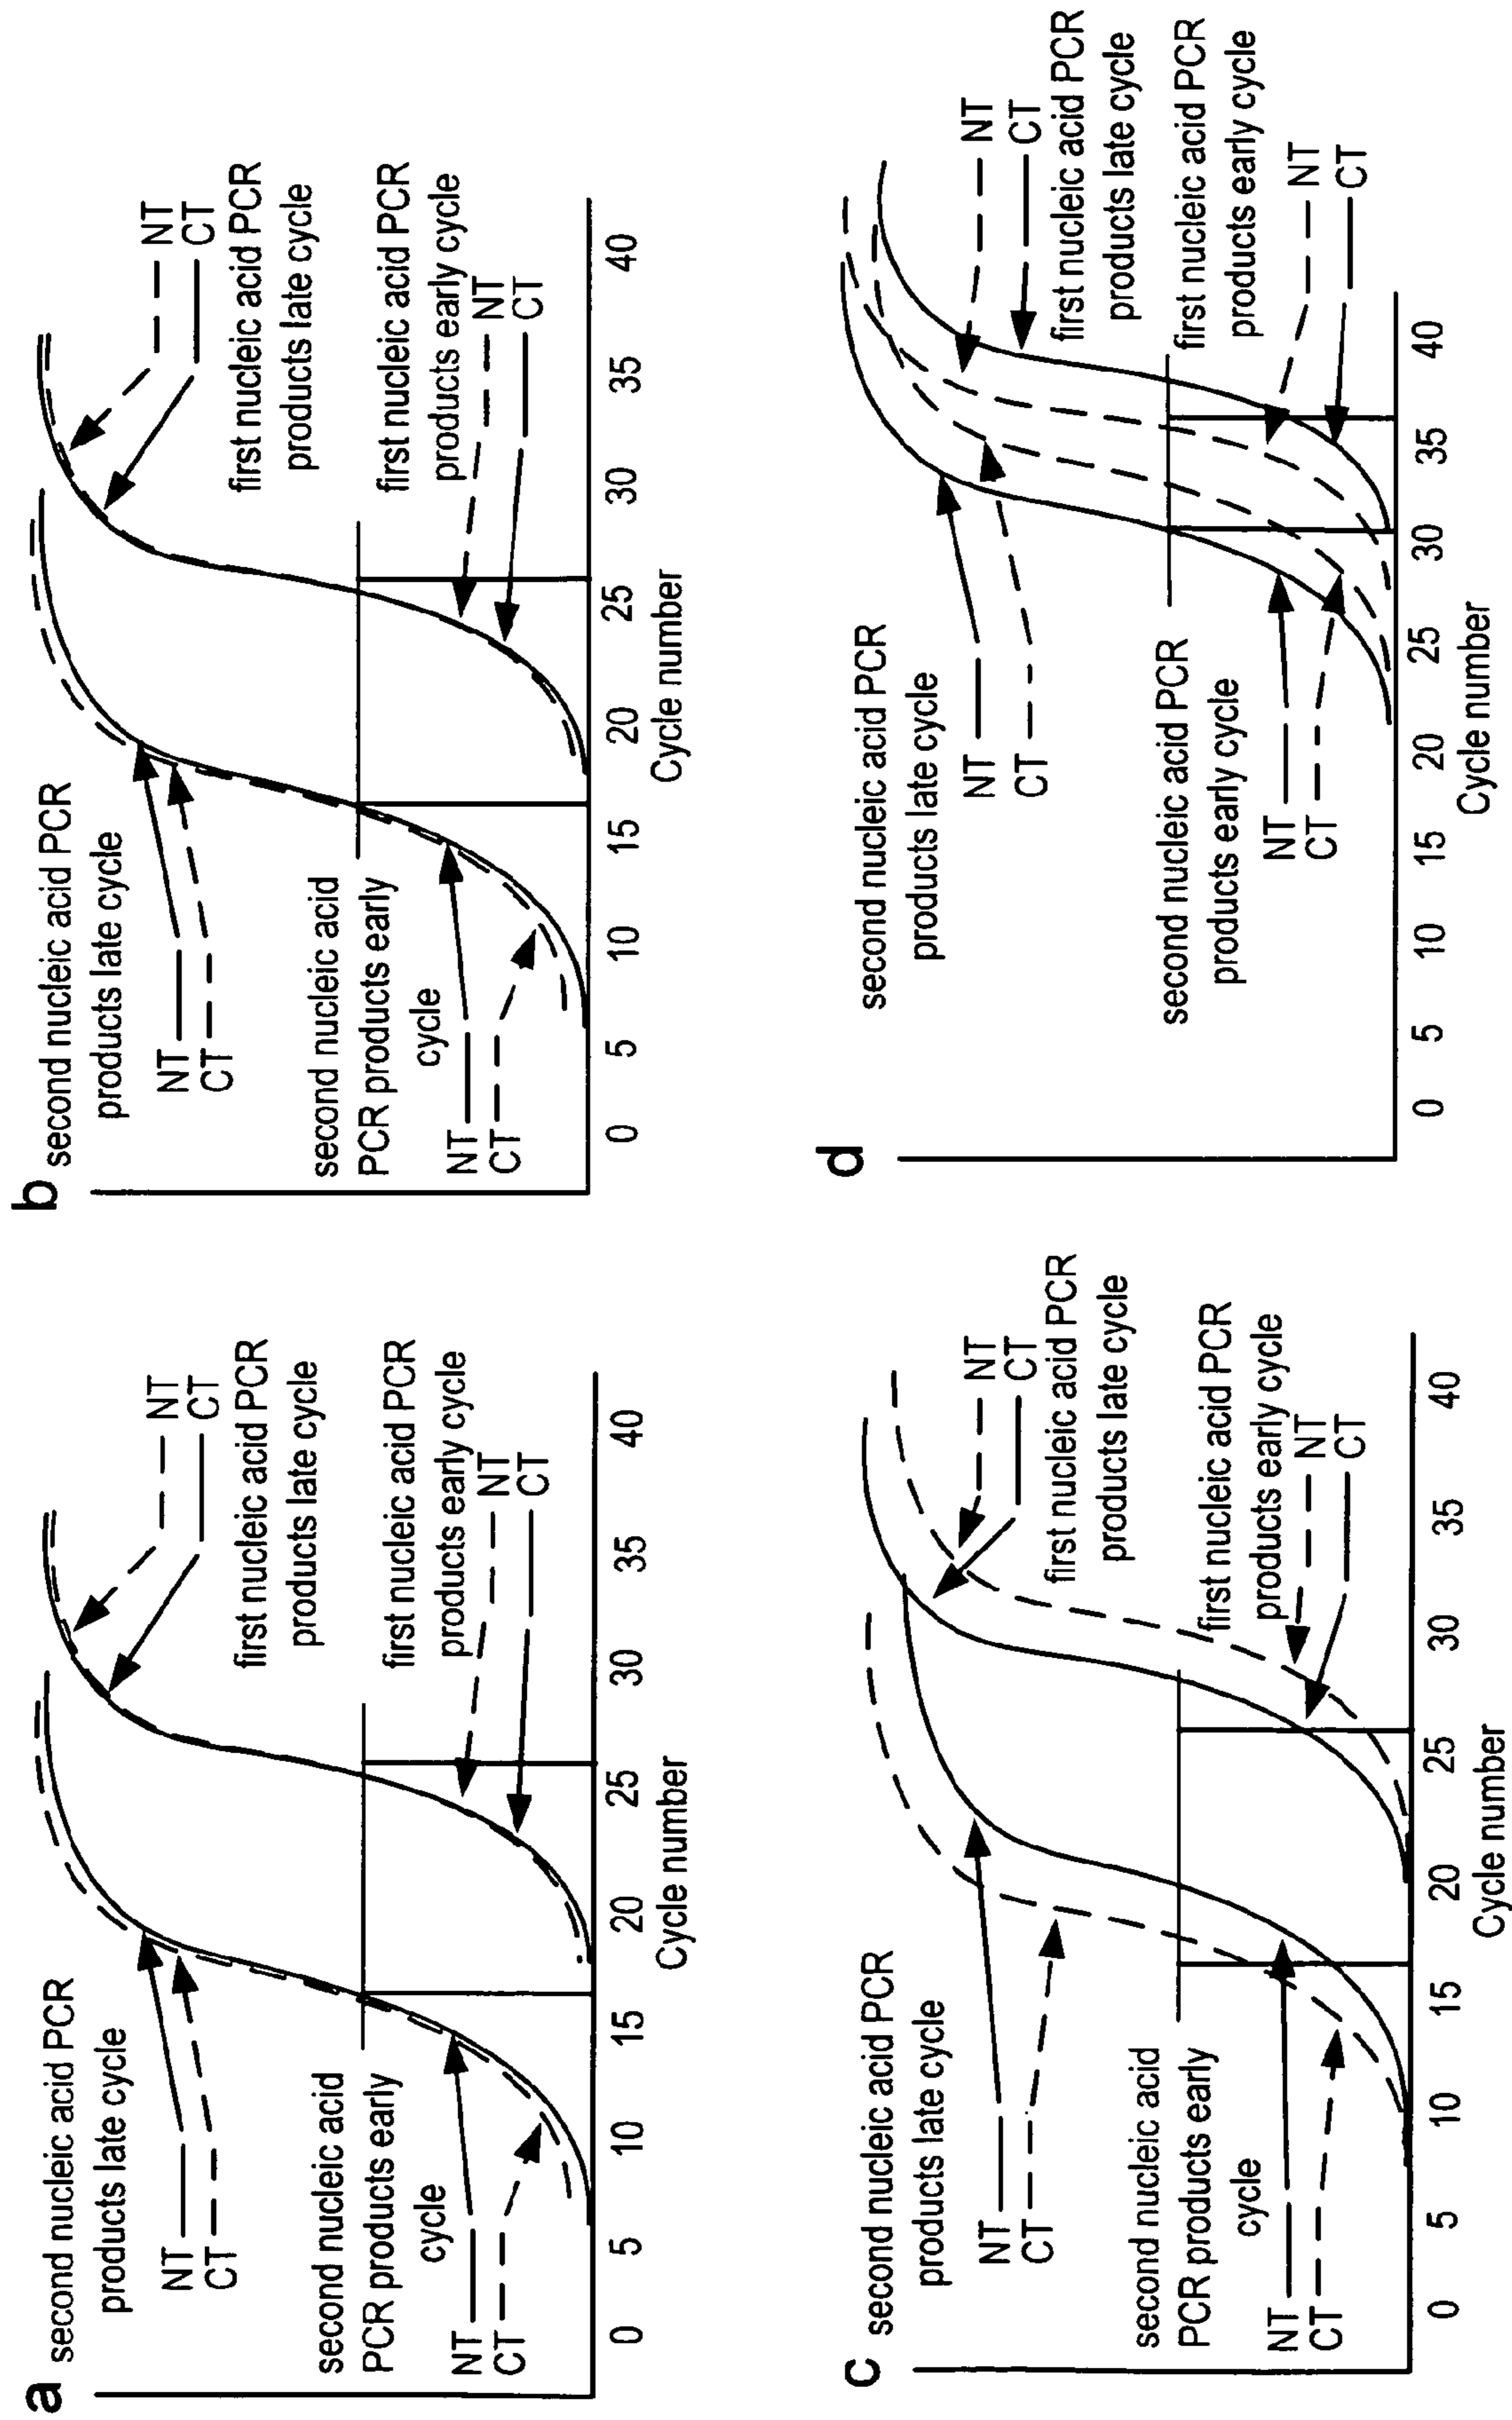 a
second nucleic acid PCR
products late cycle
NT
CT
NT
CT
first nucleic acid PCR
products late cycle
second nucleic acid
PCR products early
cycle
NT
CT
first nucleic acid PCR
products early cycle
NT
CT
0 5 10 15 20 25 30 35 40
Cycle number
b
second nucleic acid PCR
products late cycle
NT
CT
NT
CT
first nucleic acid PCR
products late cycle
second nucleic acid
PCR products early
cycle
NT
CT
first nucleic acid PCR
products early cycle
NT
CT
0 5 10 15 20 25 30 35 40
Cycle number
c
second nucleic acid PCR
products late cycle
NT
CT
NT
CT
first nucleic acid PCR
products late cycle
second nucleic acid
PCR products early
cycle
NT
CT
first nucleic acid PCR
products early cycle
NT
CT
0 5 10 15 20 25 30 35 40
Cycle number
d
second nucleic acid PCR
products late cycle
NT
CT
NT
CT
first nucleic acid PCR
products late cycle
second nucleic acid PCR
products early cycle
NT
CT
first nucleic acid PCR
products early cycle
NT
CT
0 5 10 15 20 25 30 35 40
Cycle number